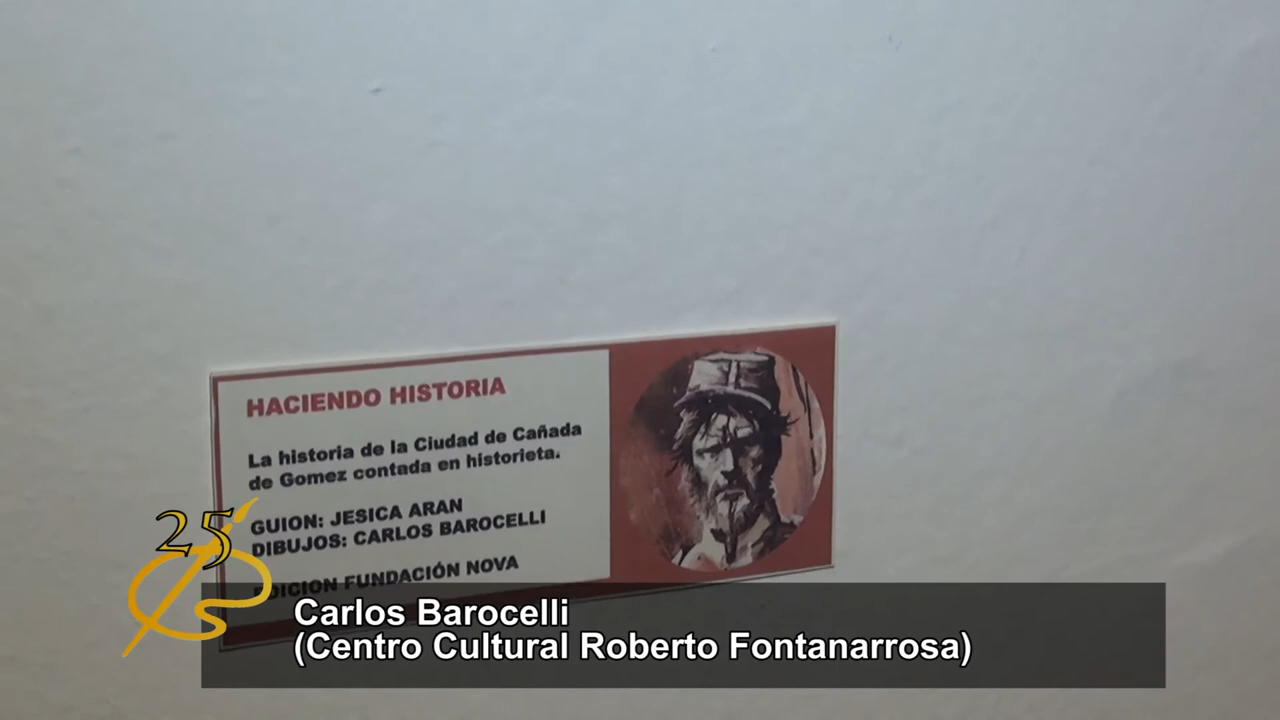 HACIENDO HISTORIA
La historia de la Ciudad de Cañada
de Gomez contada en historieta.
GUION: JESICA ARAN
DIBUJOS: CARLOS BAROCELLI
EDICION FUNDACIÓN NOVA
25
Carlos Barocelli
(Centro Cultural Roberto Fontanarrosa)